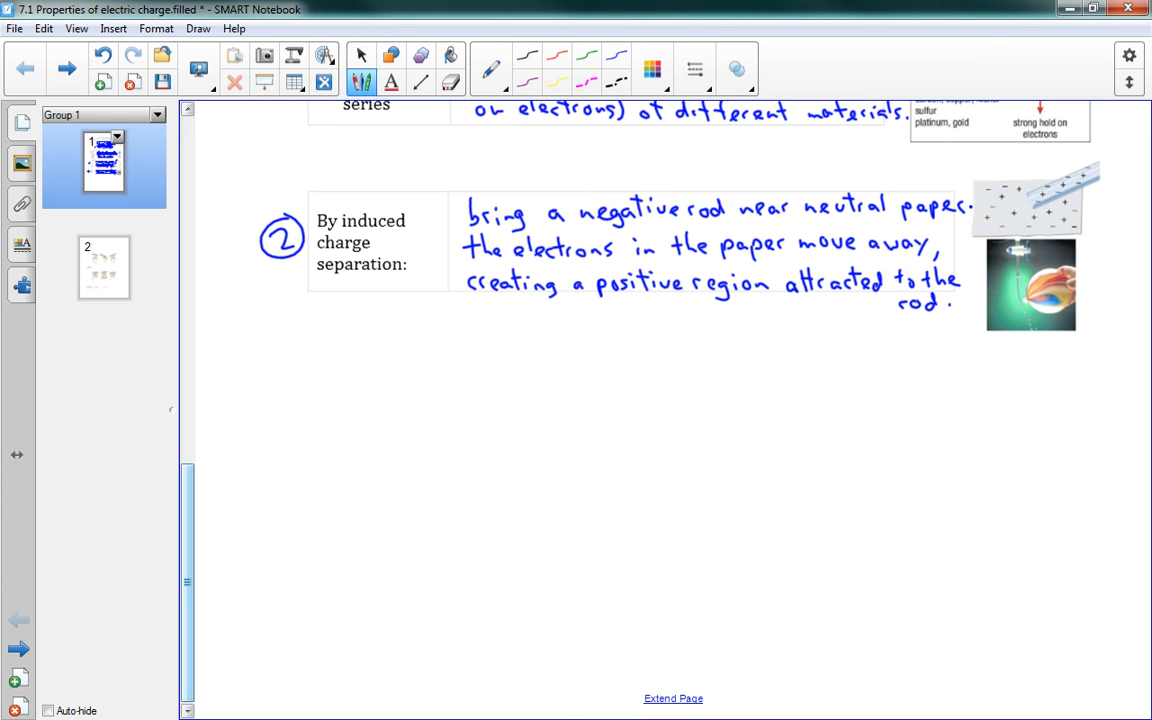 7.1 Properties of electric charge.filled * - SMART Notebook
File Edit View Insert Format Draw Help
Group 1
1
2
series
on electrons) of different materials.
sulfur
platinum, gold
strong hold on
electrons
2
By induced
charge
separation:
bring a negative rod near neutral paper.
the electrons in the paper move away,
creating a positive region attracted to the
rod.
Extend Page
Auto-hide